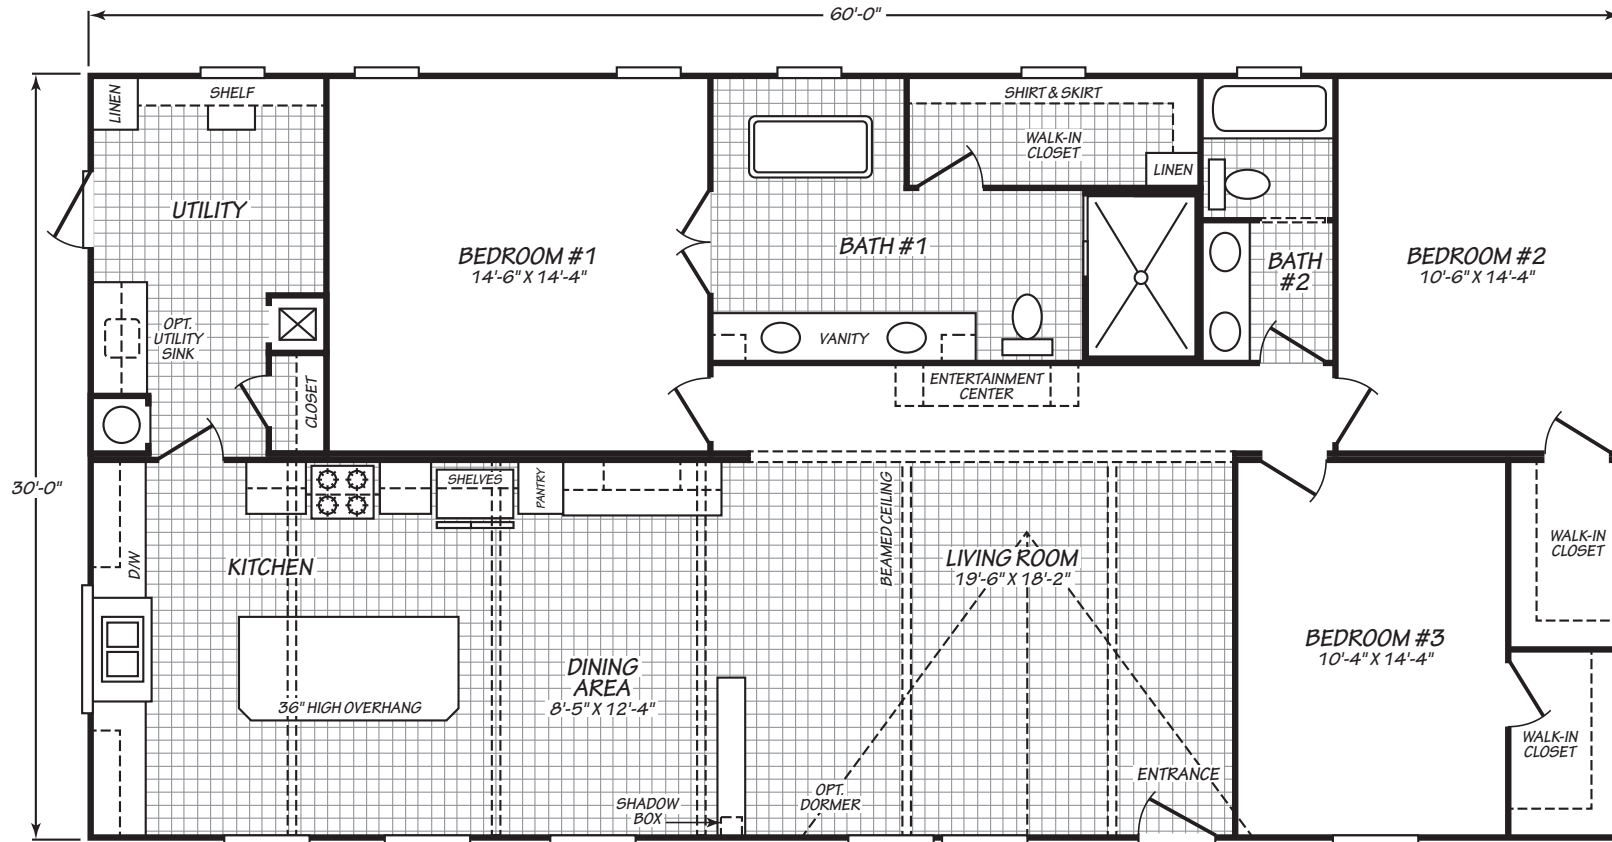 60'-0"
LINEN
SHELF
SHIRT & SKIRT
WALK-IN
CLOSET
LINEN
UTILITY
BEDROOM #1
14'-6" X 14'-4"
BATH #1
BATH
#2
BEDROOM #2
10'-6" X 14'-4"
OPT.
UTILITY
SINK
VANITY
CLOSET
ENTERTAINMENT
CENTER
30'-0"
SHELVES
PANTRY
BEAMED CEILING
D/W
KITCHEN
LIVING ROOM
19'-6" X 18'-2"
WALK-IN
CLOSET
BEDROOM #3
10'-4" X 14'-4"
DINING
AREA
8'-5" X 12'-4"
36" HIGH OVERHANG
WALK-IN
CLOSET
ENTRANCE
OPT.
DORMER
SHADOW
BOX